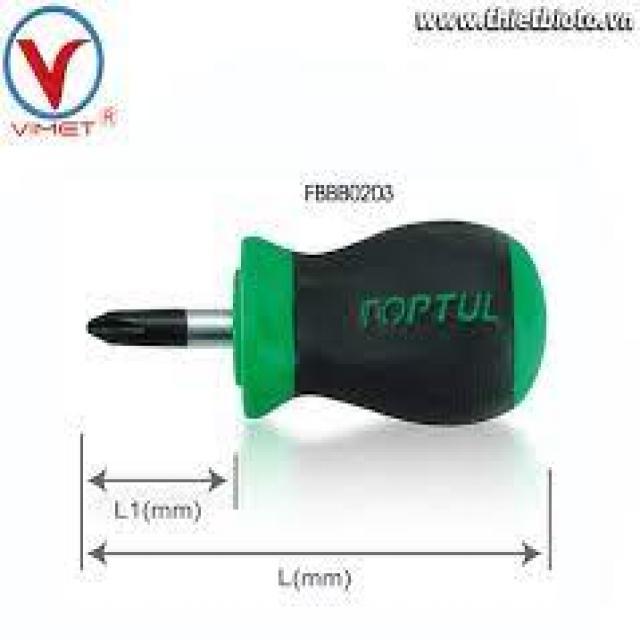 www.thietbioto.vn
V
VIMET®
FBBB0203
TOPTUL
L1(mm)
L(mm)